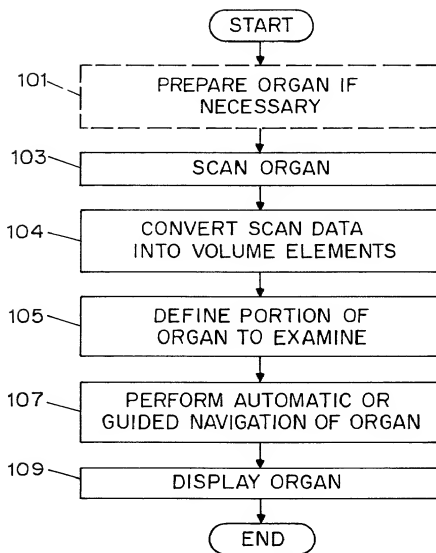 START
101
PREPARE ORGAN IF
NECESSARY
103
SCAN ORGAN
104
CONVERT SCAN DATA
INTO VOLUME ELEMENTS
105
DEFINE PORTION OF
ORGAN TO EXAMINE
107
PERFORM AUTOMATIC OR
GUIDED NAVIGATION OF ORGAN
109
DISPLAY ORGAN
END